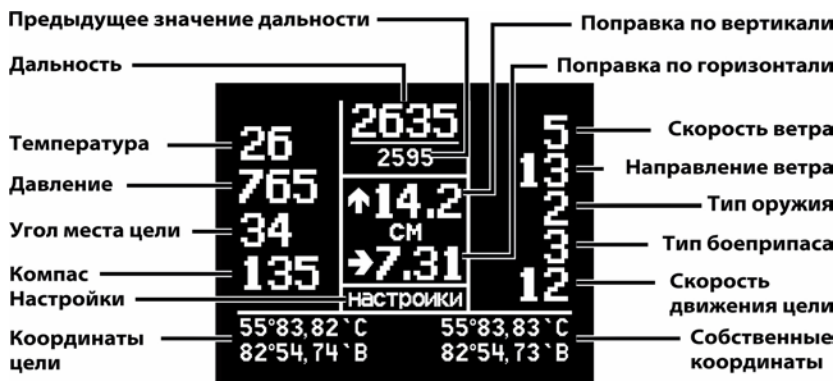 Предыдущее значение дальности
Поправка по вертикали
Дальность
Поправка по горизонтали
2635
2595
Температура
26
5
Скорость ветра
Давление
765
13
Направление ветра
↑14.2
2
Тип оружия
Угол места цели
34
см
3
Тип боеприпаса
Компас
135
→7.31
12
Скорость
движения цели
Настройки
настроики
Координаты
цели
55°83,82`С
82°54,74`В
55°83,83`С
82°54,73`В
Собственные
координаты